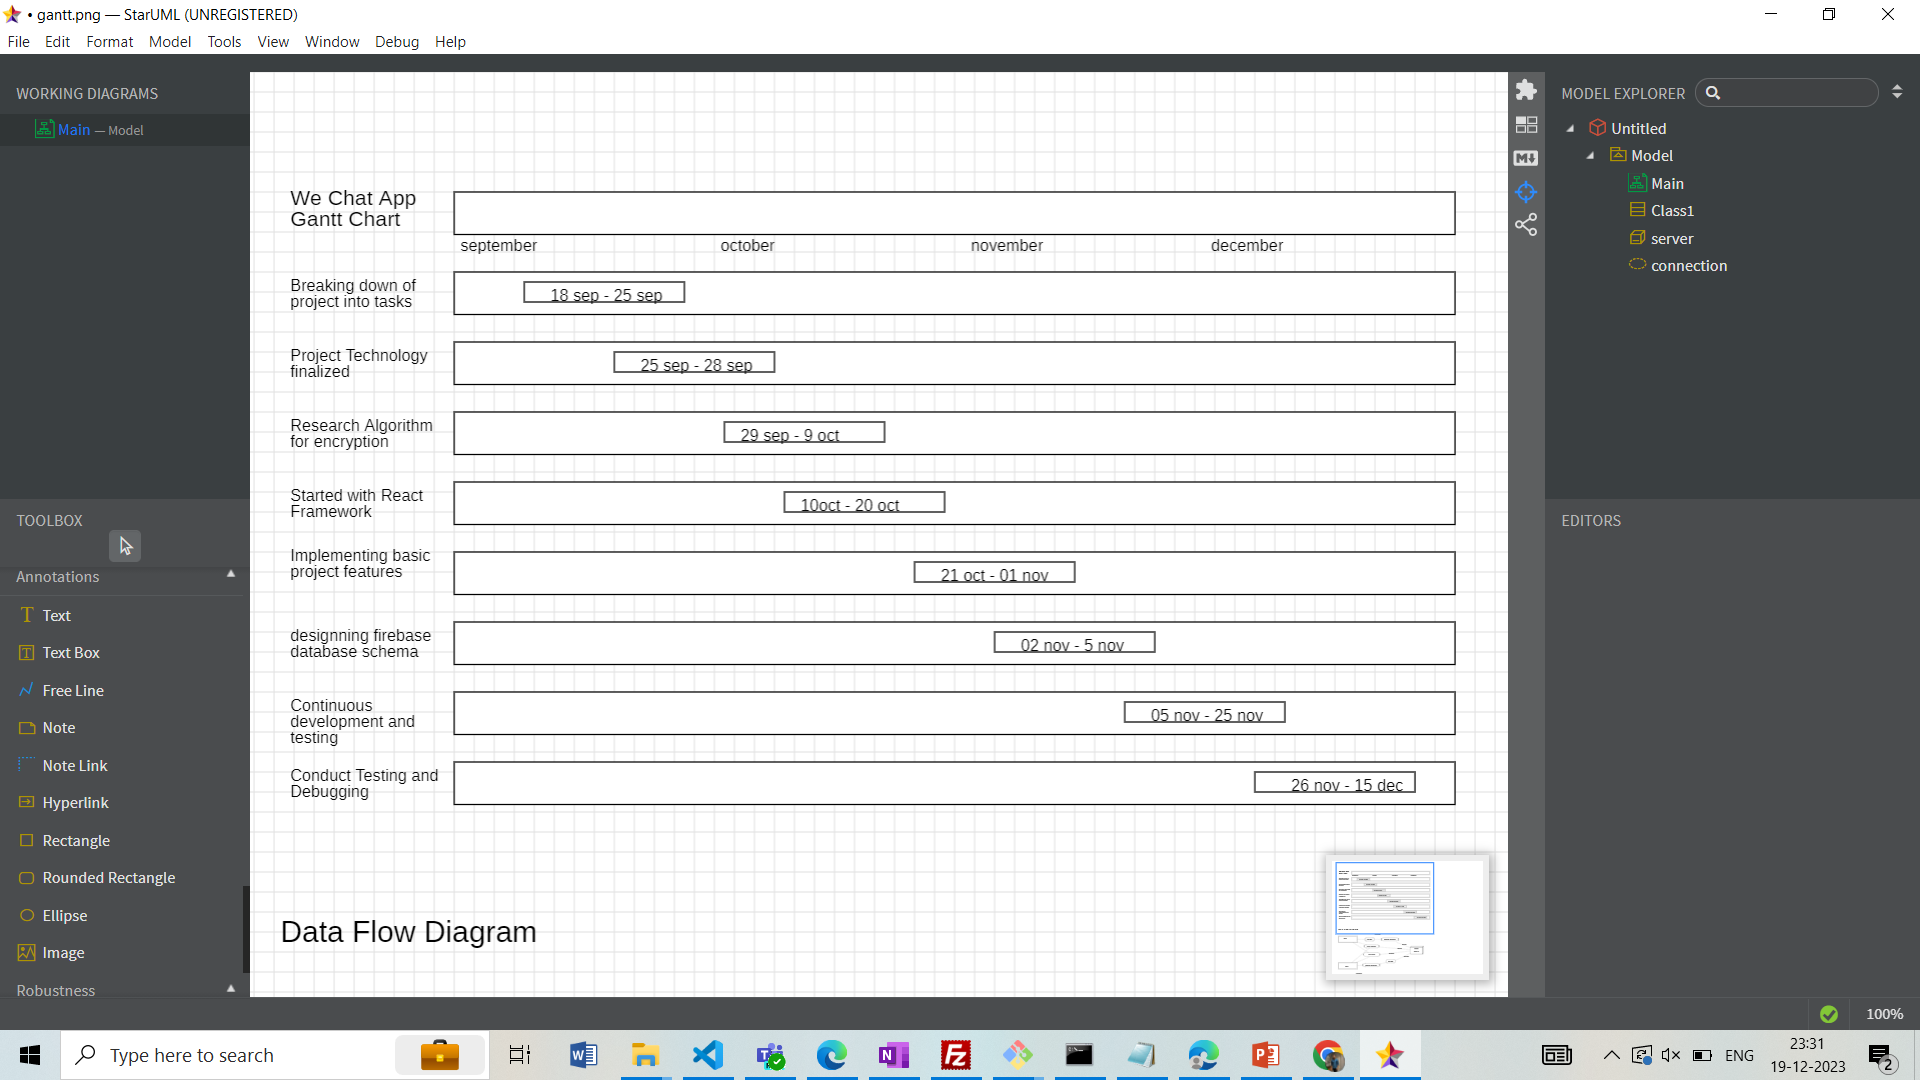 • gantt.png — StarUML (UNREGISTERED)
File Edit Format Model Tools View Window Debug Help
WORKING DIAGRAMS
Main — Model
TOOLBOX
Annotations
Text
Text Box
Free Line
Note
Note Link
Hyperlink
Rectangle
Rounded Rectangle
Ellipse
Image
Robustness
We Chat App
Gantt Chart
september october november december
Breaking down of
project into tasks
18 sep - 25 sep
Project Technology
finalized
25 sep - 28 sep
Research Algorithm
for encryption
29 sep - 9 oct
Started with React
Framework
10oct - 20 oct
Implementing basic
project features
21 oct - 01 nov
designning firebase
database schema
02 nov - 5 nov
Continuous
development and
testing
05 nov - 25 nov
Conduct Testing and
Debugging
26 nov - 15 dec
Data Flow Diagram
M
MODEL EXPLORER
Untitled
Model
Main
Class1
server
connection
EDITORS
100%
Type here to search
W
N
Fz
P
ENG
23:31
19-12-2023
2